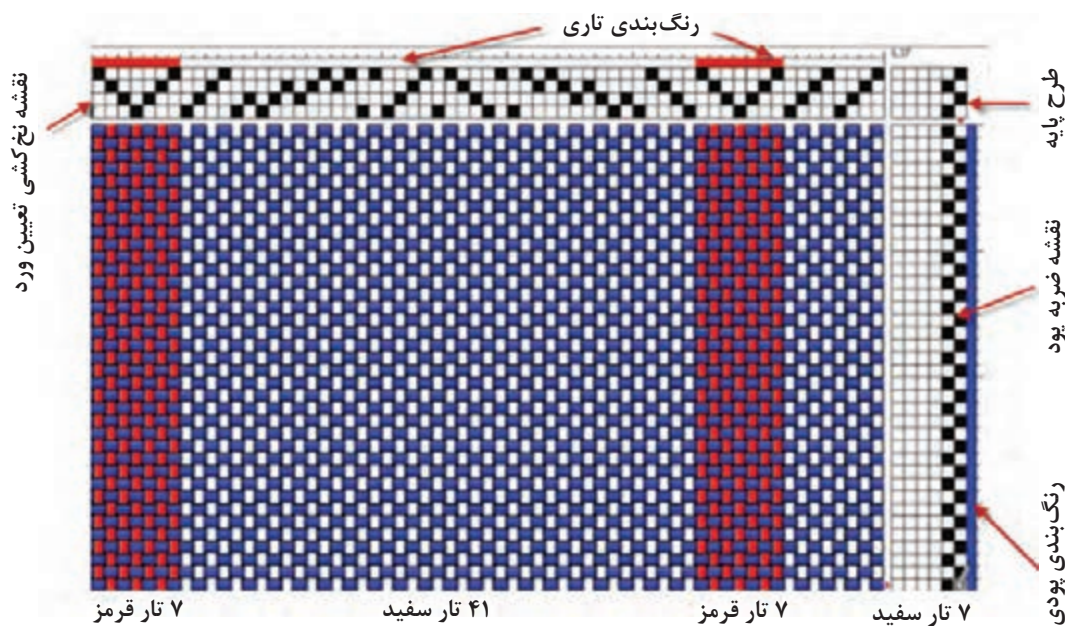 رنگ‌بندی تاری
نقشه نخ‌کشی تعیین ورد
طرح پایه
نقشه ضربه پود
رنگ‌بندی پودی
۷ تار سفید
۷ تار قرمز
۴۱ تار سفید
۷ تار قرمز